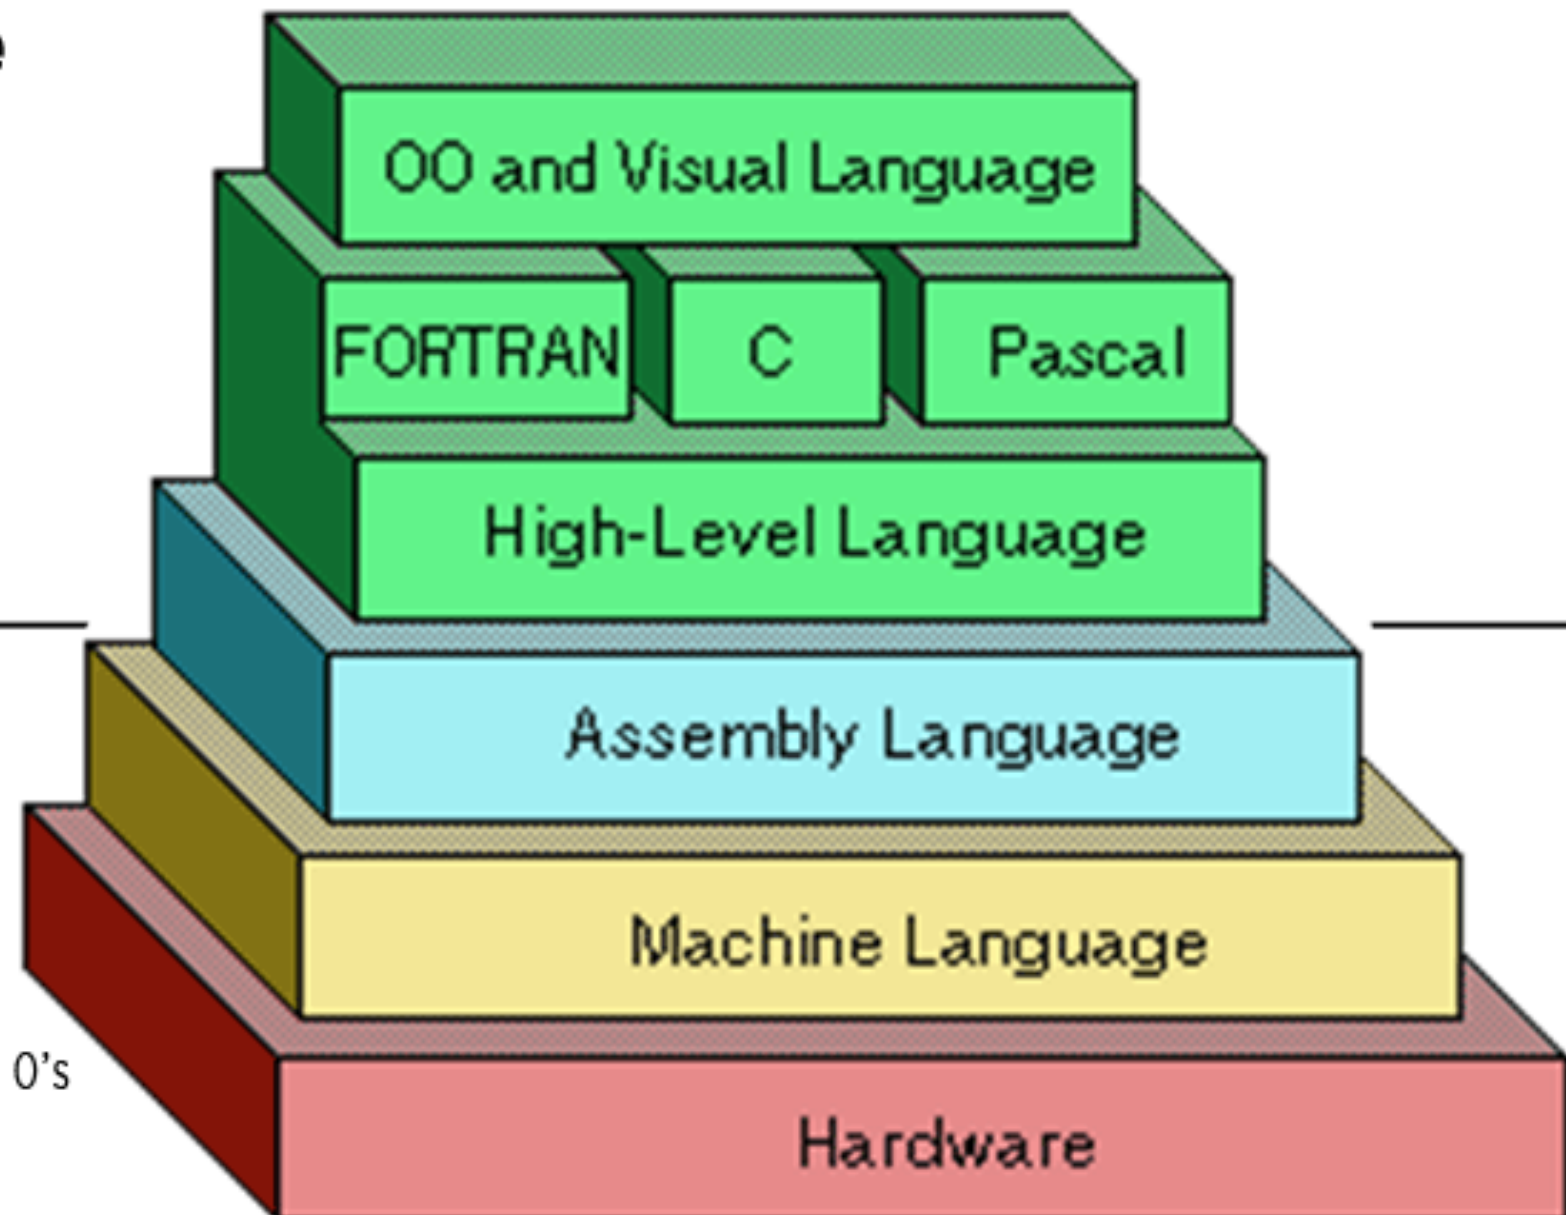 OO and Visual Language
FORTRAN C Pascal
High-Level Language
Assembly Language
Machine Language
0's
Hardware